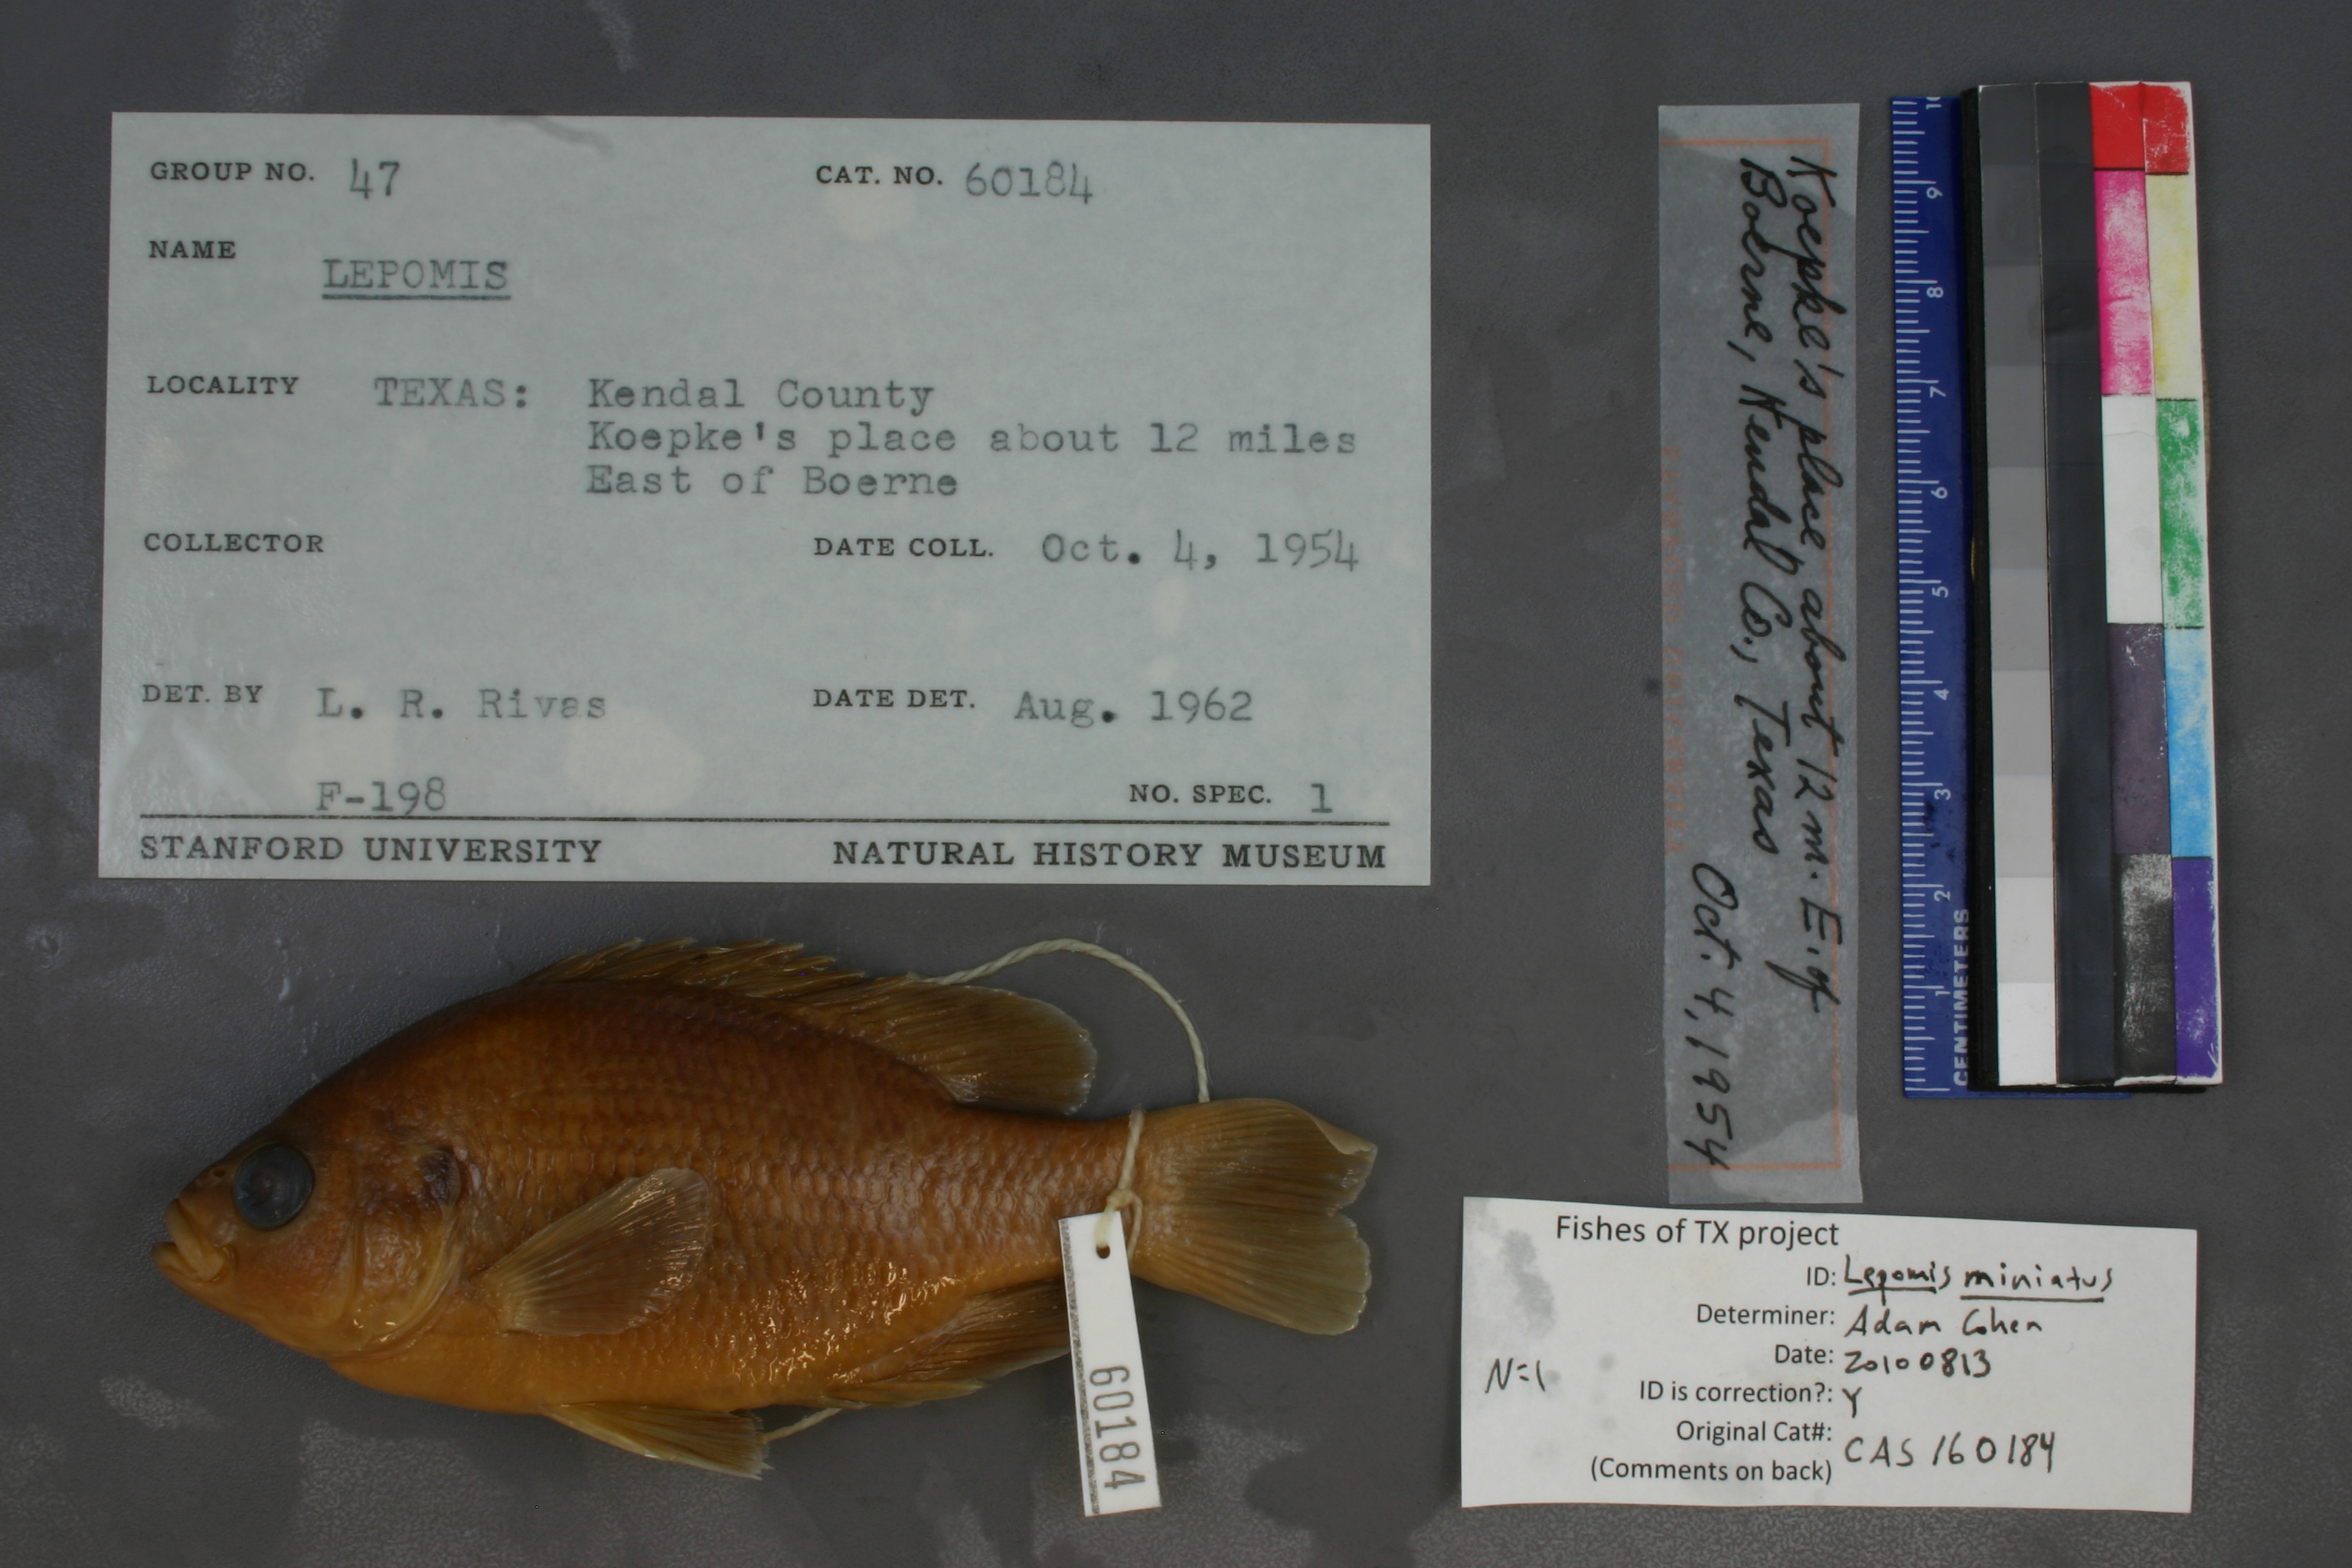 GROUP NO. 47 CAT. NO. 60184
NAME
LEPOMIS
LOCALITY TEXAS: Kendal County
Koepke's place about 12 miles
East of Boerne
COLLECTOR DATE COLL. Oct. 4, 1954
DET. BY L. R. Rivas DATE DET. Aug. 1962
F-198 NO. SPEC. 1
STANFORD UNIVERSITY NATURAL HISTORY MUSEUM
Koepke's place, about 12 m. E. of
Boerne, Kendal Co., Texas
Oct. 4, 1954
10
9
8
7
6
5
4
3
2
1
CENTIMETERS
60184
Fishes of TX project
ID: Lepomis miniatus
Determiner: Adam Cohen
Date: 20100813
N=1
ID is correction?: Y
Original Cat#: CAS 160184
(Comments on back)